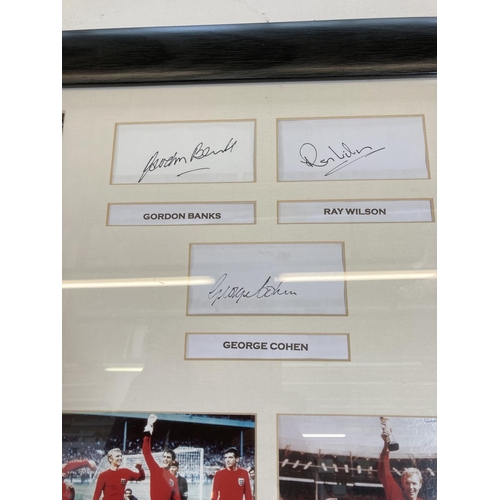 Gordon Banks
Ray Wilson
GORDON BANKS
RAY WILSON
George Cohen
GEORGE COHEN